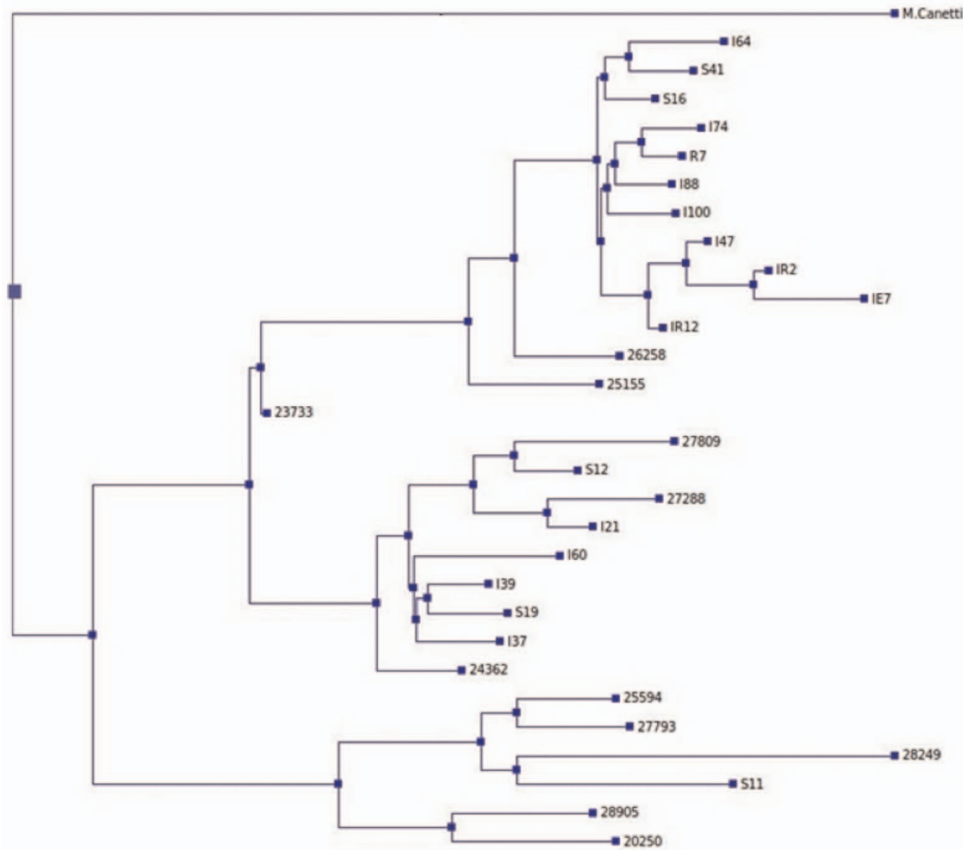 M.Canetti
I64
S41
S16
I74
R7
I88
I100
I47
IR2
IE7
IR12
26258
25155
23733
27809
S12
27288
I21
I60
I39
S19
I37
24362
25594
27793
28249
S11
28905
20250